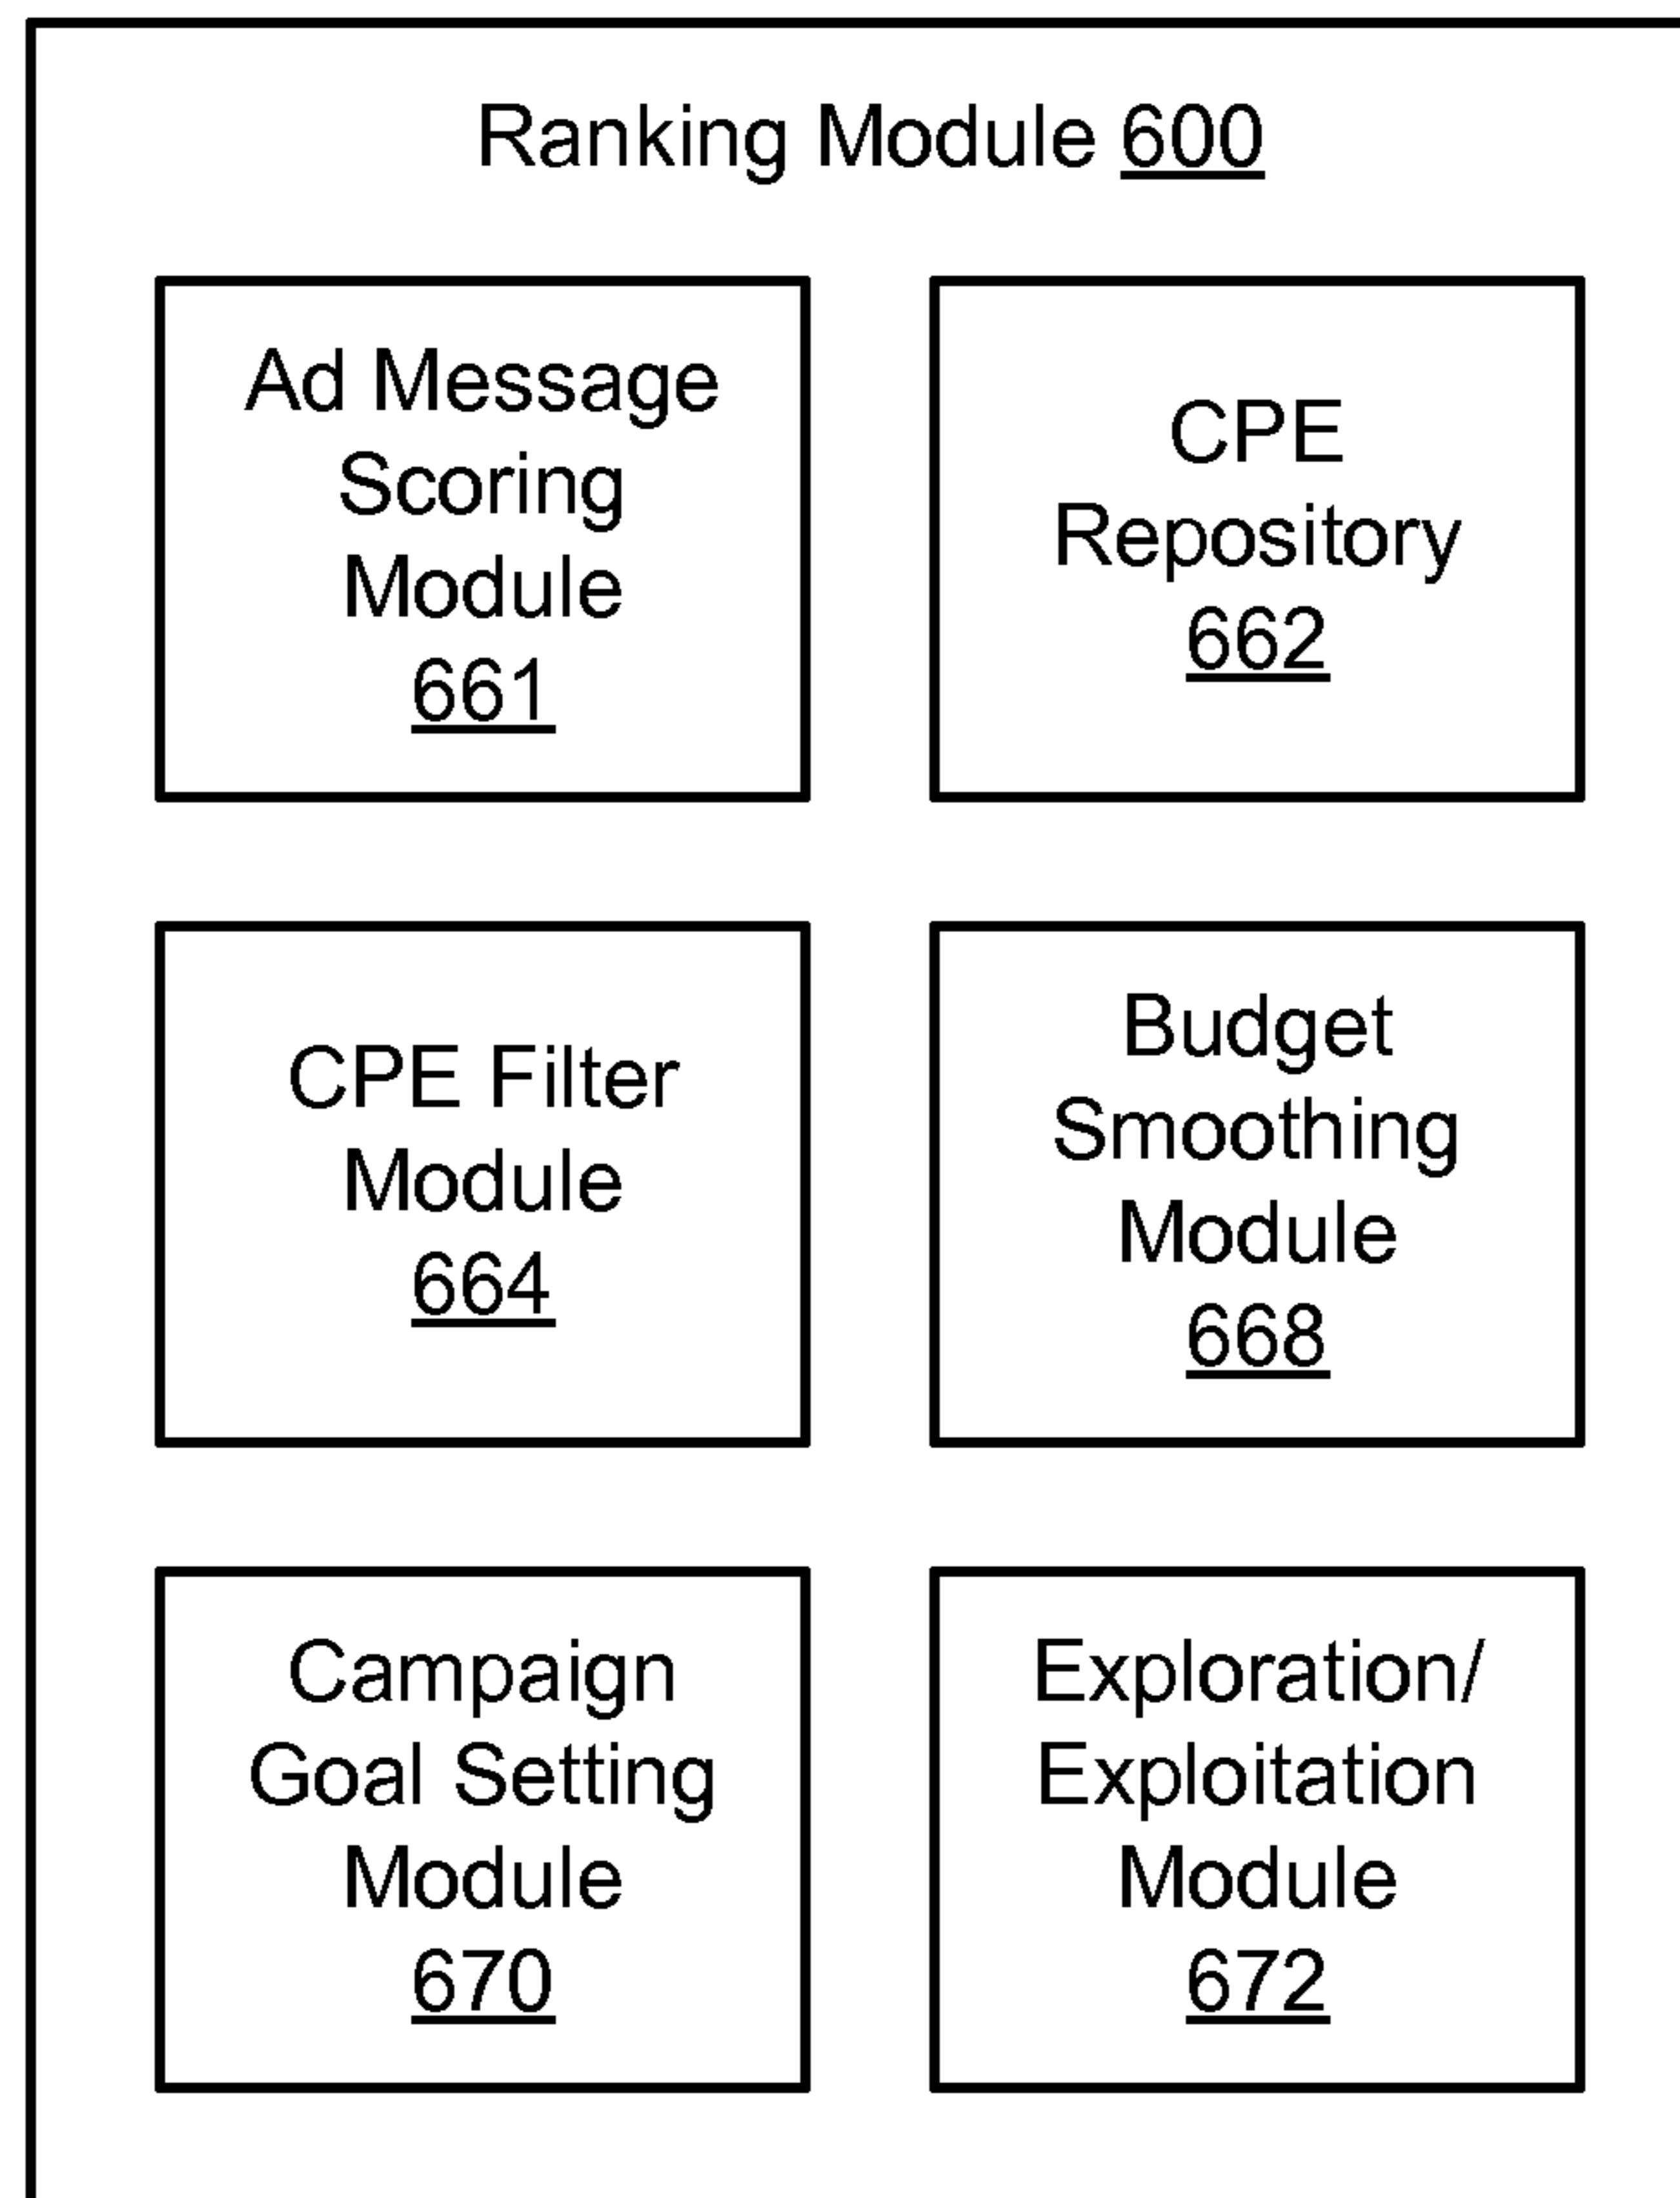 Ranking Module 600
Ad Message
Scoring
Module
661
CPE
Repository
662
CPE Filter
Module
664
Budget
Smoothing
Module
668
Campaign
Goal Setting
Module
670
Exploration/
Exploitation
Module
672